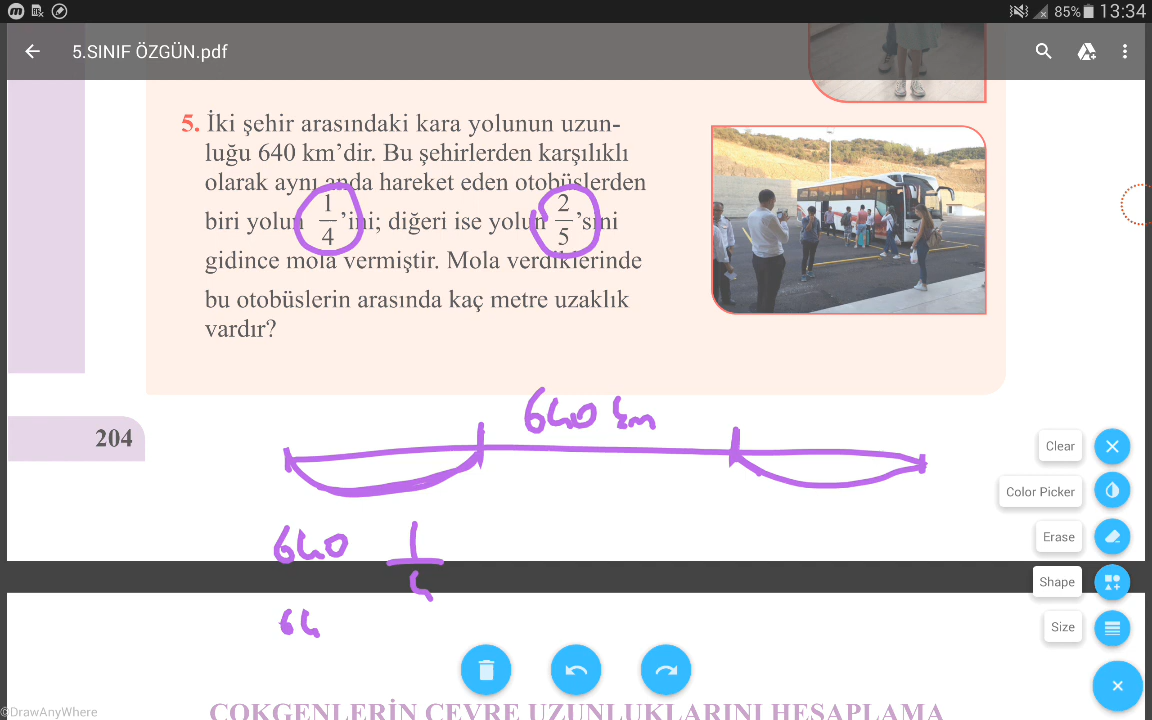 85% 13:34
5.SINIF ÖZGÜN.pdf
5. İki şehir arasındaki kara yolunun uzun-
luğu 640 km’dir. Bu şehirlerden karşılıklı
olarak aynı anda hareket eden otobüslerden
biri yolun 1/4’ini; diğeri ise yolun 2/5’sini
gidince mola vermiştir. Mola verdiklerinde
bu otobüslerin arasında kaç metre uzaklık
vardır?
204
640 km
640 1/4
64
Clear
Color Picker
Erase
Shape
Size
©DrawAnyWhere
ÇOKGENLERİN ÇEVRE UZUNLUKLARINI HESAPLAMA